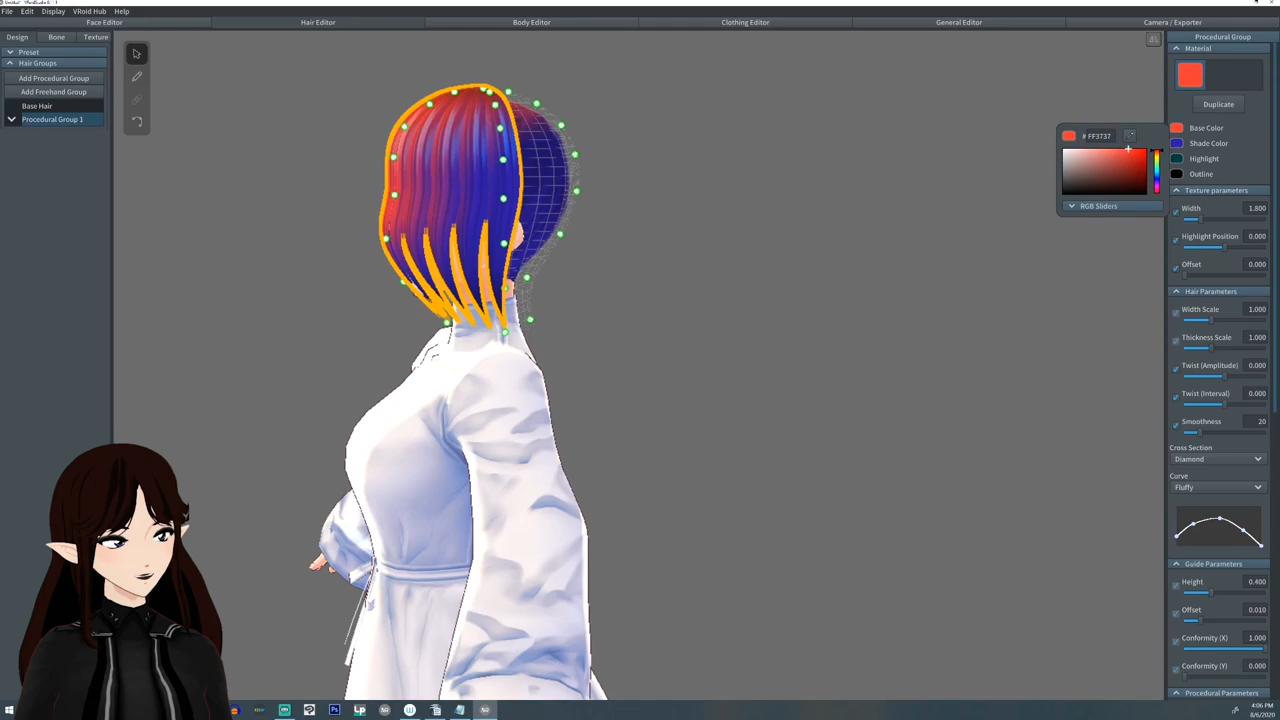 File Edit Display VRoid Hub Help
Face Editor Hair Editor Body Editor Clothing Editor General Editor Camera / Exporter
Design Bone Texture
Preset
Hair Groups
Add Procedural Group
Add Freehand Group
Base Hair
Procedural Group 1
Procedural Group
Material
Duplicate
# FF3737
RGB Sliders
Base Color
Shade Color
Highlight
Outline
Texture parameters
Width 1.800
Highlight Position 0.000
Offset 0.000
Hair Parameters
Width Scale 1.000
Thickness Scale 1.000
Twist (Amplitude) 0.000
Twist (Interval) 0.000
Smoothness 20
Cross Section
Diamond
Curve
Fluffy
Guide Parameters
Height 0.400
Offset 0.010
Conformity (X) 1.000
Conformity (Y) 0.000
Procedural Parameters
4:06 PM
8/6/2020